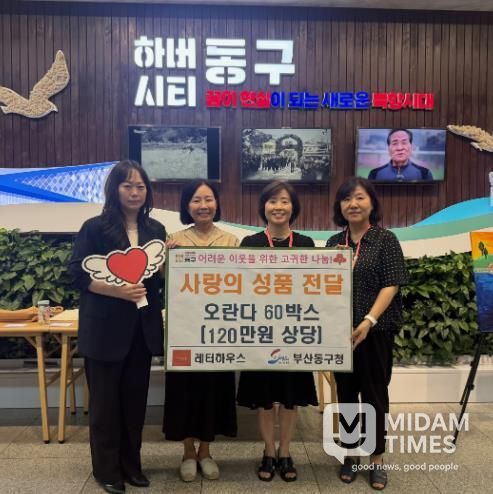 하버
시티
동구
꿈이 현실이 되는 새로운 북항시대
어려운 이웃을 위한 고귀한 나눔!
사랑의 성품 전달
오란다 60박스
[120만원 상당]
레터하우스
부산동구청
MIDAM
TIMES
good news, good people